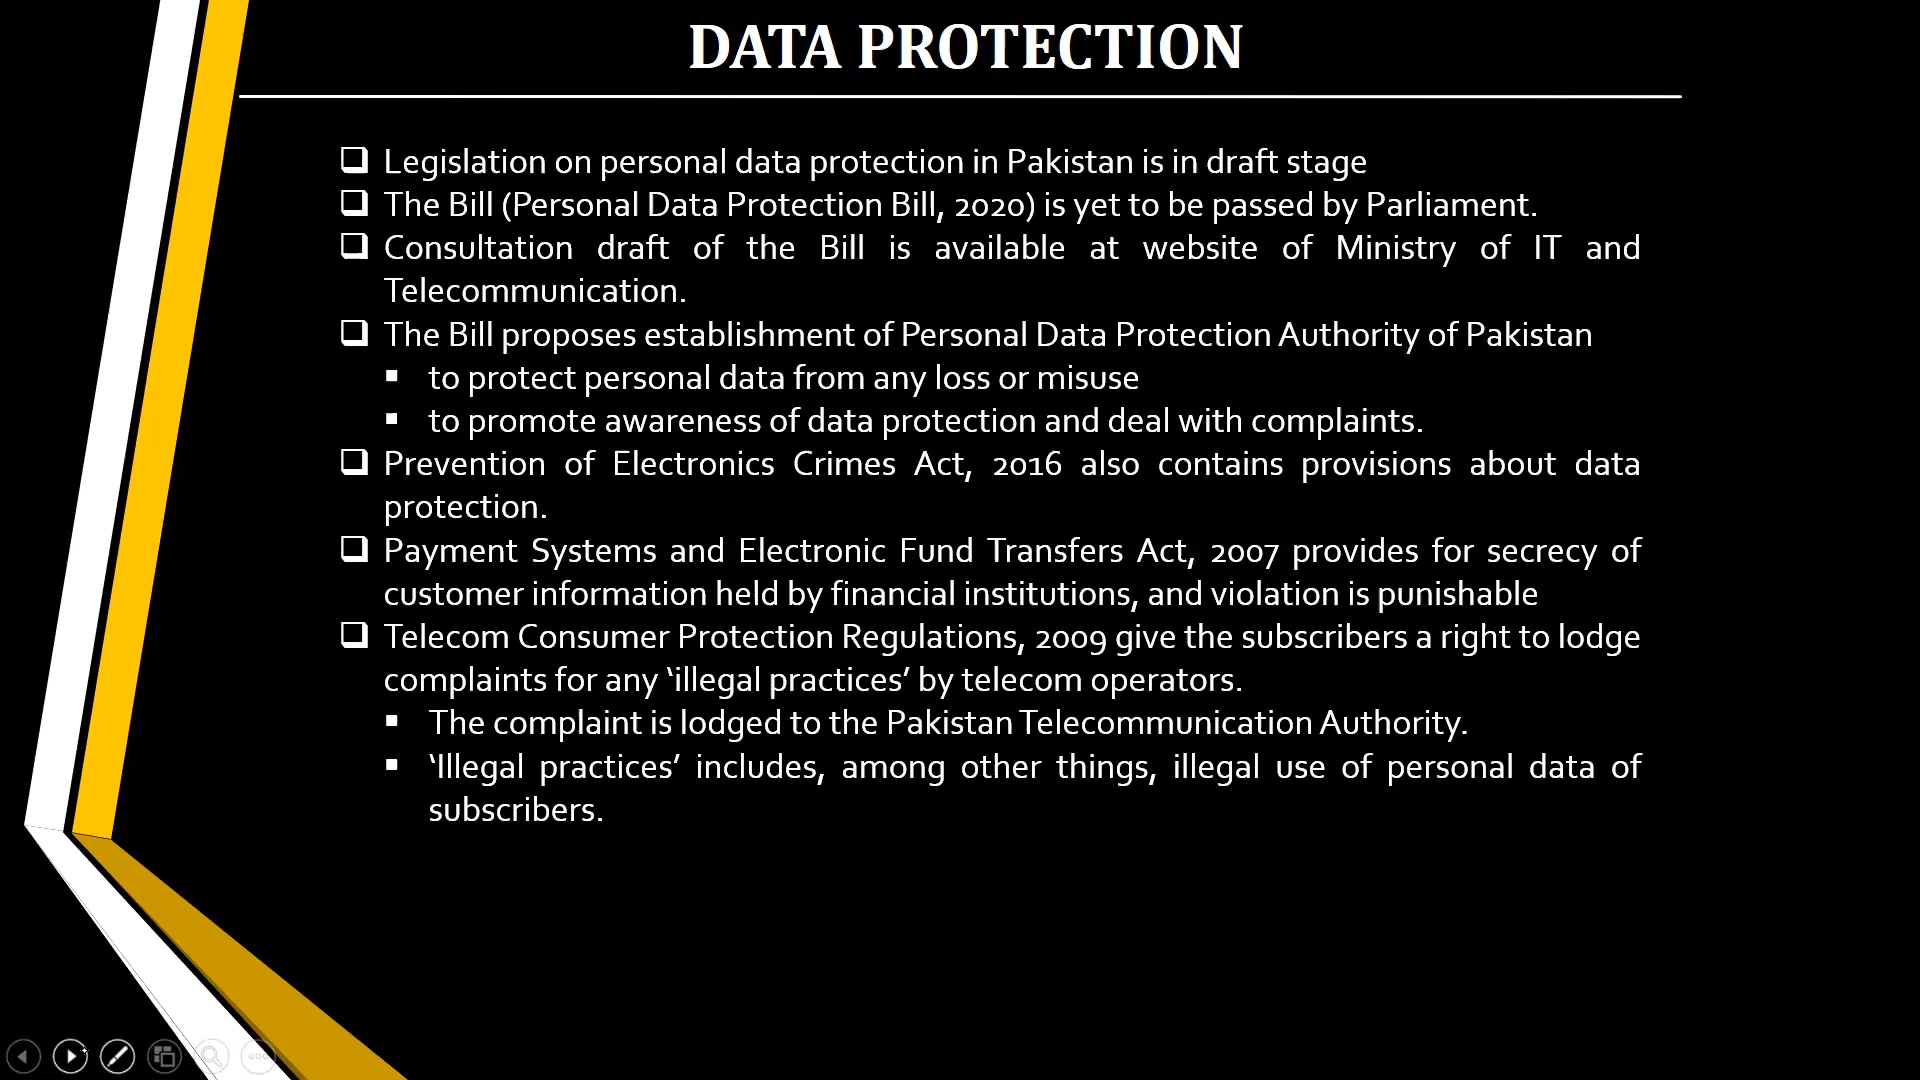 DATA PROTECTION
❑ Legislation on personal data protection in Pakistan is in draft stage
❑ The Bill (Personal Data Protection Bill, 2020) is yet to be passed by Parliament.
❑ Consultation draft of the Bill is available at website of Ministry of IT and
Telecommunication.
❑ The Bill proposes establishment of Personal Data Protection Authority of Pakistan
▪ to protect personal data from any loss or misuse
▪ to promote awareness of data protection and deal with complaints.
❑ Prevention of Electronics Crimes Act, 2016 also contains provisions about data
protection.
❑ Payment Systems and Electronic Fund Transfers Act, 2007 provides for secrecy of
customer information held by financial institutions, and violation is punishable
❑ Telecom Consumer Protection Regulations, 2009 give the subscribers a right to lodge
complaints for any ‘illegal practices’ by telecom operators.
▪ The complaint is lodged to the Pakistan Telecommunication Authority.
▪ ‘Illegal practices’ includes, among other things, illegal use of personal data of
subscribers.